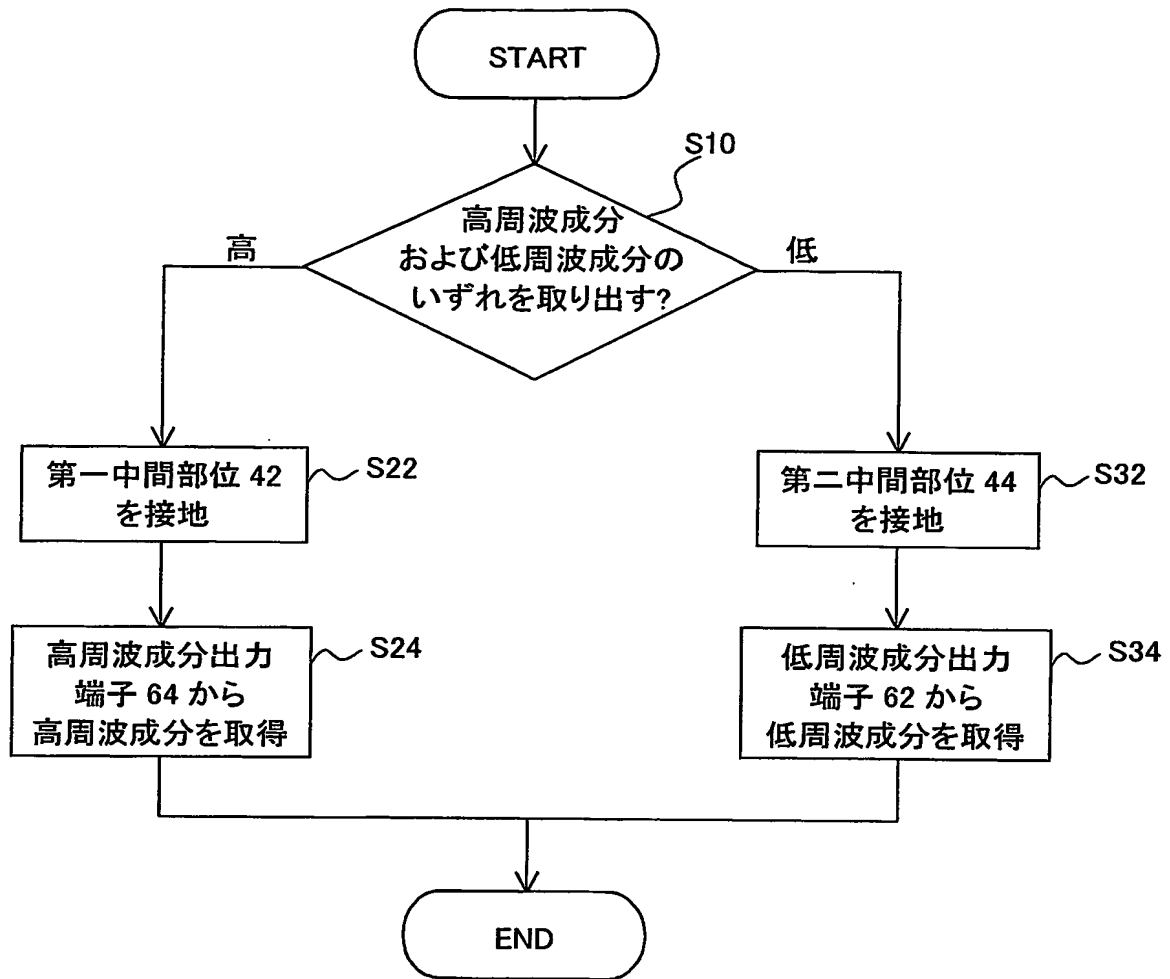 START
S10
高周波成分
および低周波成分の
いずれを取り出す?
高
低
第一中間部位 42
を接地
S22
第二中間部位 44
を接地
S32
高周波成分出力
端子 64 から
高周波成分を取得
S24
低周波成分出力
端子 62 から
低周波成分を取得
S34
END